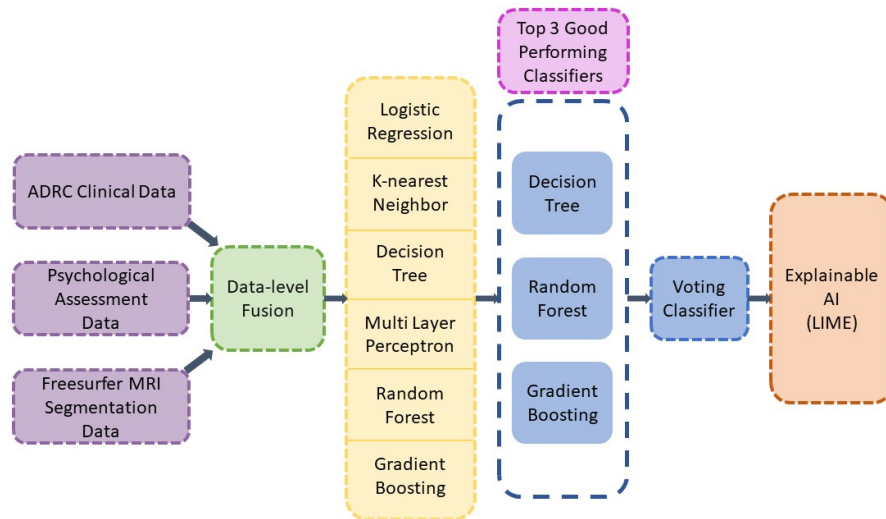 Top 3 Good
Performing
Classifiers
ADRC Clinical Data
Psychological
Assessment
Data
Freesurfer MRI
Segmentation
Data
Data-level
Fusion
Logistic
Regression
K-nearest
Neighbor
Decision
Tree
Multi Layer
Perceptron
Random
Forest
Gradient
Boosting
Decision
Tree
Random
Forest
Gradient
Boosting
Voting
Classifier
Explainable
AI
(LIME)